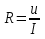 R = u/I